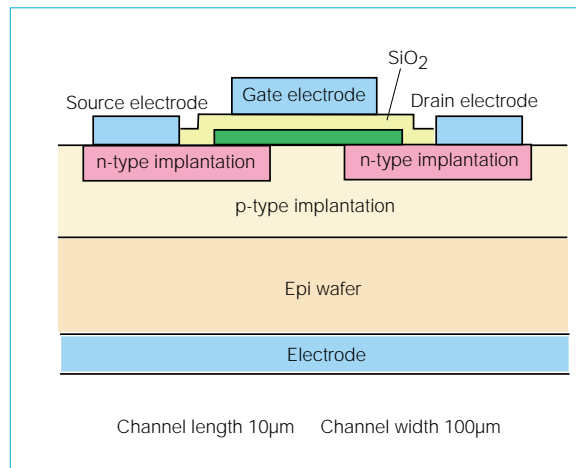 SiO2
Gate electrode
Source electrode
Drain electrode
n-type implantation
n-type implantation
p-type implantation
Epi wafer
Electrode
Channel length 10μm Channel width 100μm